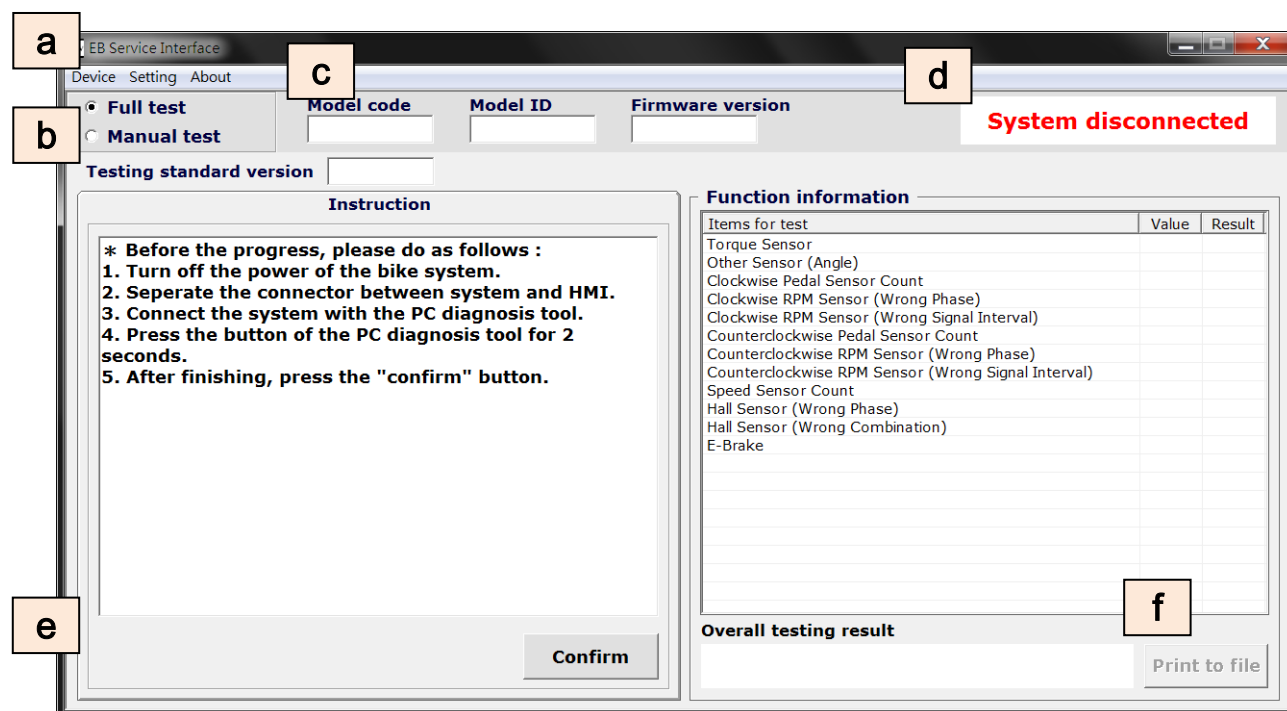 a
EB Service Interface
Device Setting About
c
d
b
Full test
Manual test
Model code
Model ID
Firmware version
System disconnected
Testing standard version
Instruction
* Before the progress, please do as follows :
1. Turn off the power of the bike system.
2. Seperate the connector between system and HMI.
3. Connect the system with the PC diagnosis tool.
4. Press the button of the PC diagnosis tool for 2
seconds.
5. After finishing, press the "confirm" button.
e
Confirm
Function information
Items for test Value Result
Torque Sensor
Other Sensor (Angle)
Clockwise Pedal Sensor Count
Clockwise RPM Sensor (Wrong Phase)
Clockwise RPM Sensor (Wrong Signal Interval)
Counterclockwise Pedal Sensor Count
Counterclockwise RPM Sensor (Wrong Phase)
Counterclockwise RPM Sensor (Wrong Signal Interval)
Speed Sensor Count
Hall Sensor (Wrong Phase)
Hall Sensor (Wrong Combination)
E-Brake
f
Overall testing result
Print to file